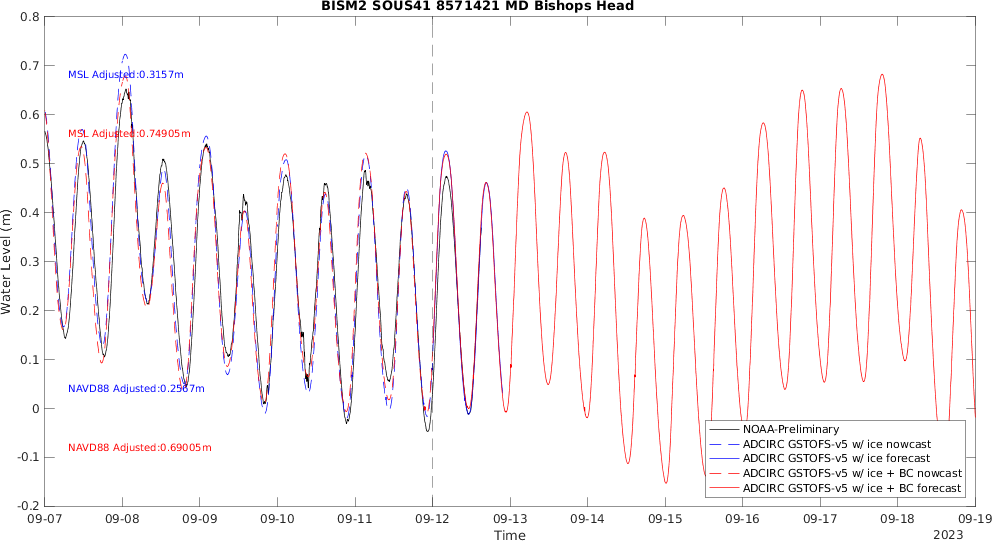 BISM2 SOUS41 8571421 MD Bishops Head
0.8
0.7
0.6
0.5
0.4
0.3
0.2
0.1
0
-0.1
-0.2
Water Level (m)
MSL Adjusted:0.3157m
MSL Adjusted:0.74905m
NAVD88 Adjusted:0.2567m
NAVD88 Adjusted:0.69005m
NOAA-Preliminary
ADCIRC GSTOFS-v5 w/ ice nowcast
ADCIRC GSTOFS-v5 w/ ice forecast
ADCIRC GSTOFS-v5 w/ ice + BC nowcast
ADCIRC GSTOFS-v5 w/ ice + BC forecast
09-07 09-08 09-09 09-10 09-11 09-12 09-13 09-14 09-15 09-16 09-17 09-18 09-19
Time
2023